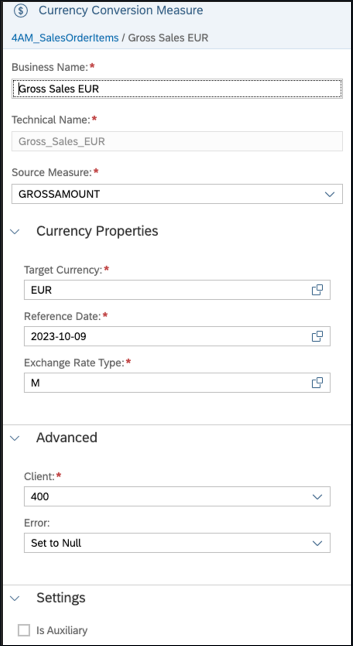 Currency Conversion Measure
4AM_SalesOrderItems / Gross Sales EUR
Business Name:*
Gross Sales EUR
Technical Name:*
Gross_Sales_EUR
Source Measure:*
GROSSAMOUNT
Currency Properties
Target Currency:*
EUR
Reference Date:*
2023-10-09
Exchange Rate Type:*
M
Advanced
Client:*
400
Error:
Set to Null
Settings
Is Auxiliary